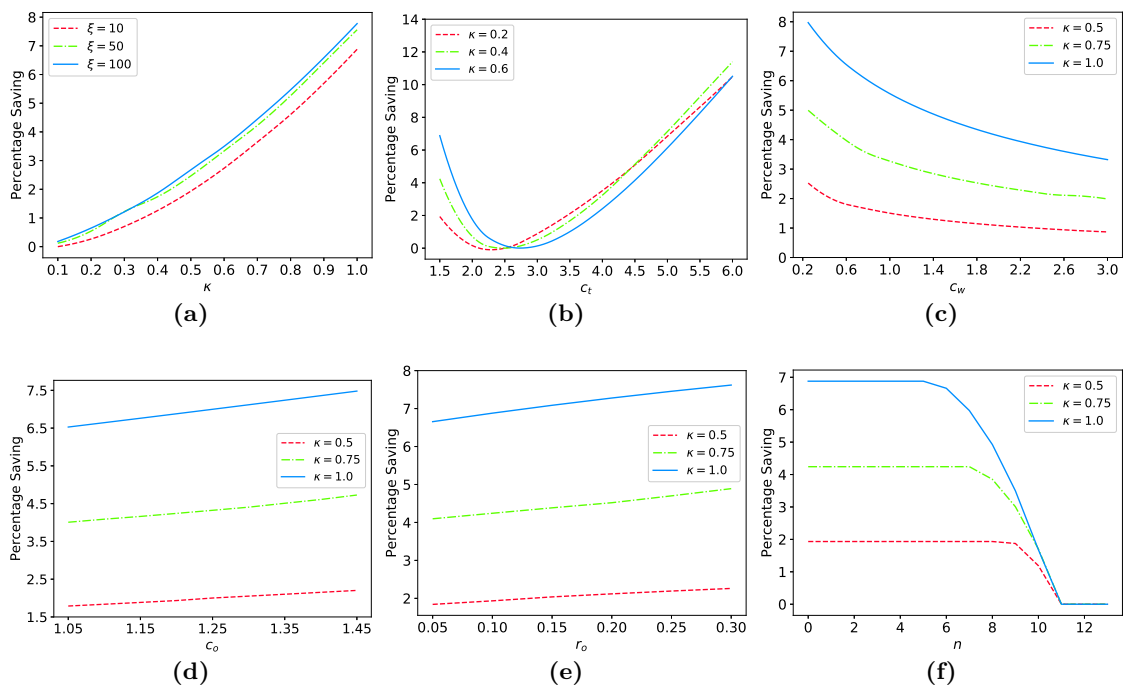 8
7
6
5
4
3
2
1
0
Percentage Saving
ξ = 10
ξ = 50
ξ = 100
0.1 0.2 0.3 0.4 0.5 0.6 0.7 0.8 0.9 1.0
κ
(a)
14
12
10
8
6
4
2
0
Percentage Saving
κ = 0.2
κ = 0.4
κ = 0.6
1.5 2.0 2.5 3.0 3.5 4.0 4.5 5.0 5.5 6.0
c_t
(b)
8
7
6
5
4
3
2
1
0
Percentage Saving
κ = 0.5
κ = 0.75
κ = 1.0
0.2 0.6 1.0 1.4 1.8 2.2 2.6 3.0
c_w
(c)
7.5
6.5
5.5
4.5
3.5
2.5
1.5
Percentage Saving
κ = 0.5
κ = 0.75
κ = 1.0
1.05 1.15 1.25 1.35 1.45
c_o
(d)
8
7
6
5
4
3
2
Percentage Saving
κ = 0.5
κ = 0.75
κ = 1.0
0.05 0.10 0.15 0.20 0.25 0.30
r_o
(e)
7
6
5
4
3
2
1
0
Percentage Saving
κ = 0.5
κ = 0.75
κ = 1.0
0 2 4 6 8 10 12
n
(f)